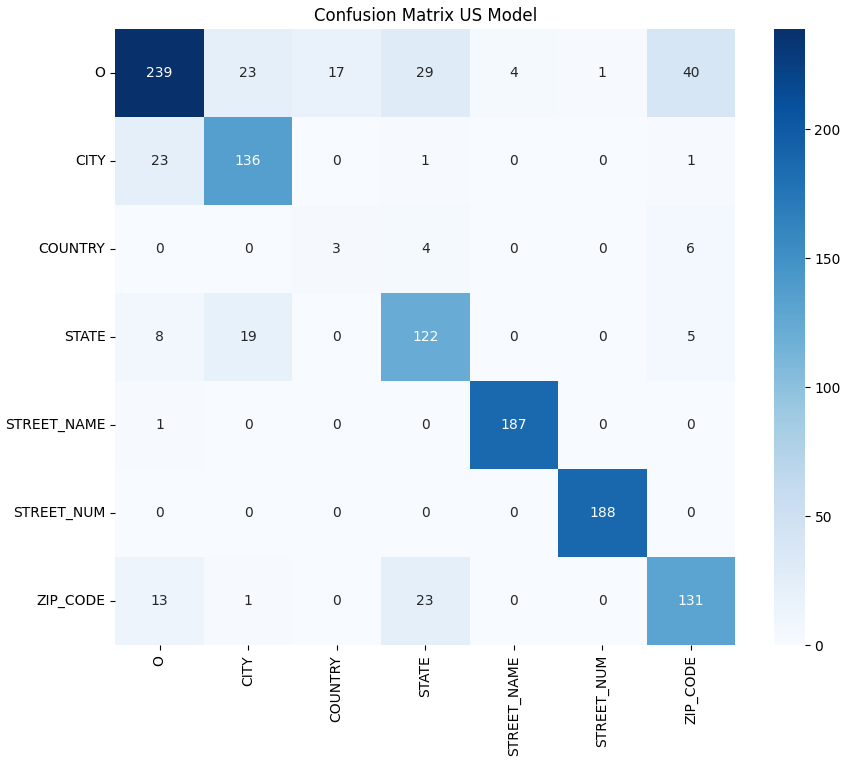 Confusion Matrix US Model
O 239 23 17 29 4 1 40
CITY 23 136 0 1 0 0 1
COUNTRY 0 0 3 4 0 0 6
STATE 8 19 0 122 0 0 5
STREET_NAME 1 0 0 0 187 0 0
STREET_NUM 0 0 0 0 0 188 0
ZIP_CODE 13 1 0 23 0 0 131
O CITY COUNTRY STATE STREET_NAME STREET_NUM ZIP_CODE
200
150
100
50
0